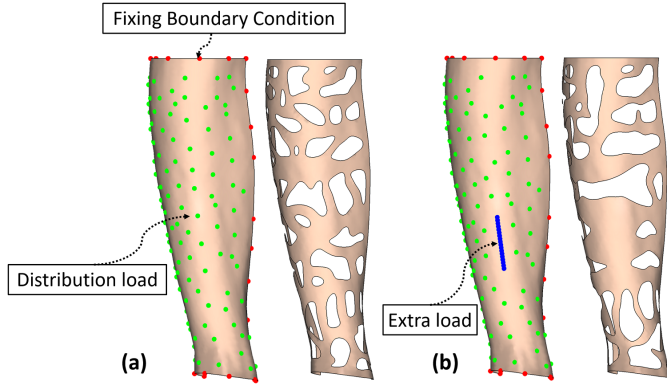 Fixing Boundary Condition
Distribution load
Extra load
(a)
(b)